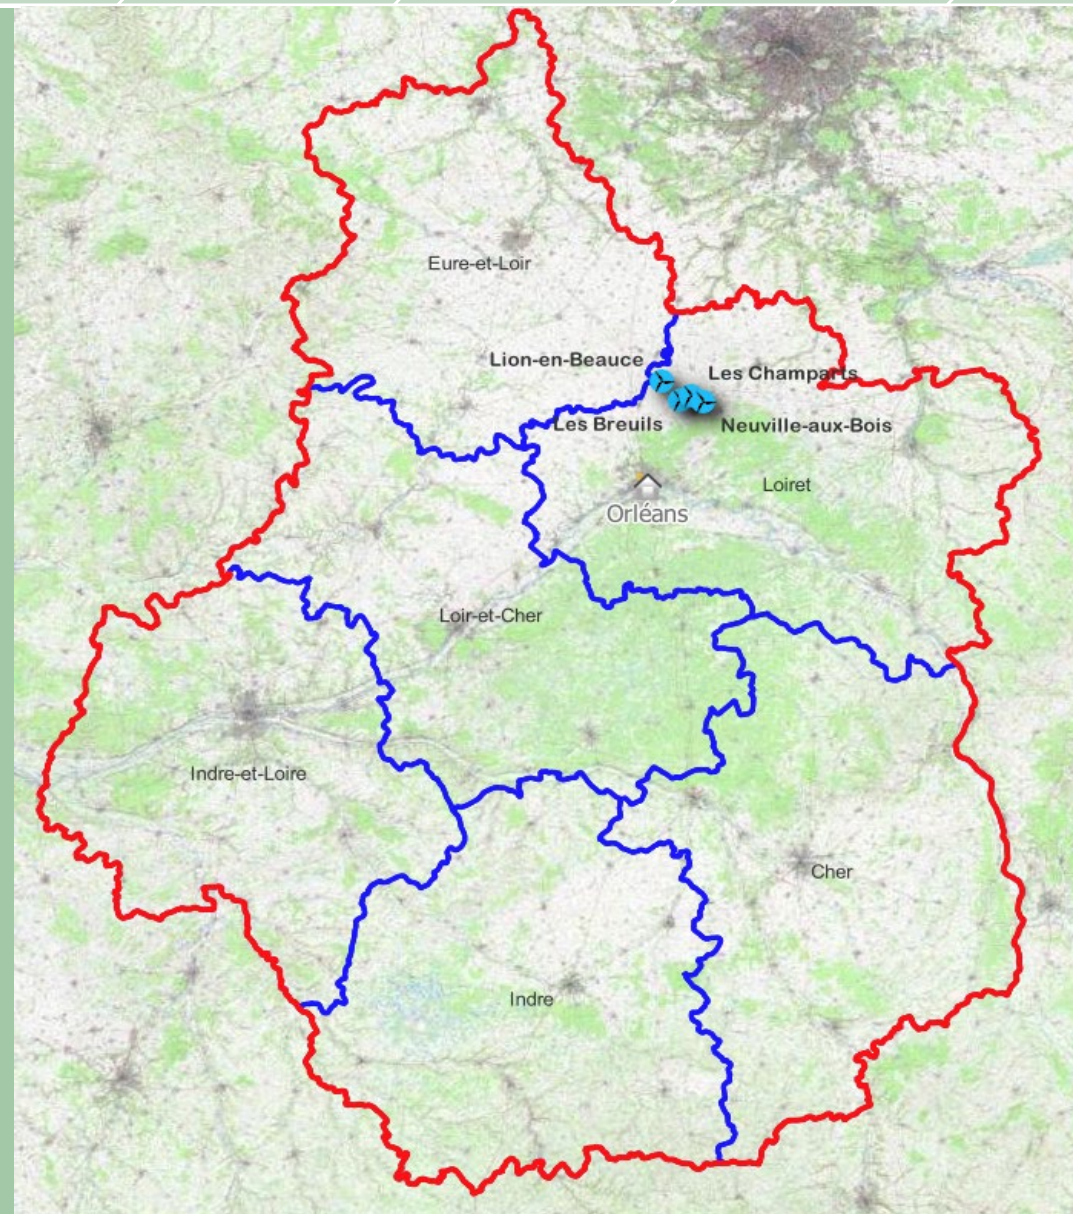 Eure-et-Loir
Lion-en-Beauce
Les Champarts
Les Breuils
Neuville-aux-Bois
Loiret
Orléans
Loir-et-Cher
Indre-et-Loire
Cher
Indre